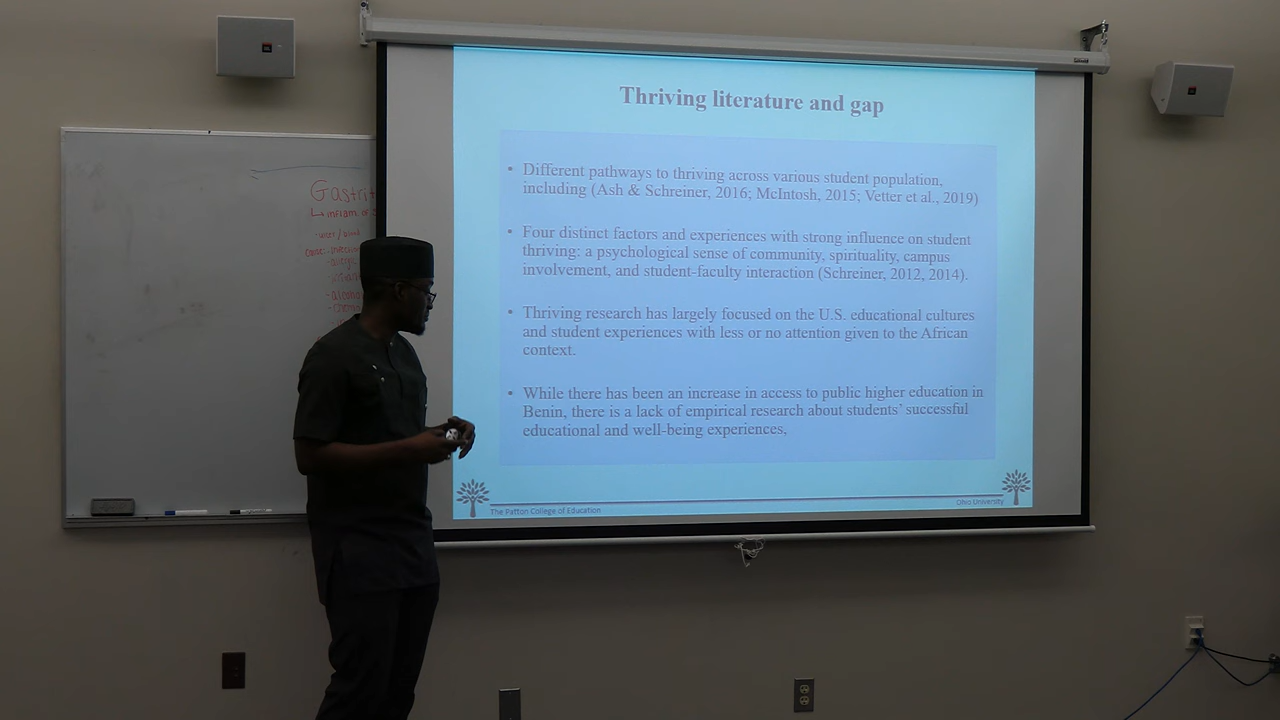 Thriving literature and gap
• Different pathways to thriving across various student population,
including (Ash & Schreiner, 2016; McIntosh, 2015; Vetter et al., 2019)
• Four distinct factors and experiences with strong influence on student
thriving: a psychological sense of community, spirituality, campus
involvement, and student-faculty interaction (Schreiner, 2012, 2014).
• Thriving research has largely focused on the U.S. educational cultures
and student experiences with less or no attention given to the African
context.
• While there has been an increase in access to public higher education in
Benin, there is a lack of empirical research about students' successful
educational and well-being experiences,
The Patton College of Education
Ohio University
Gastrit
↳ inflam of